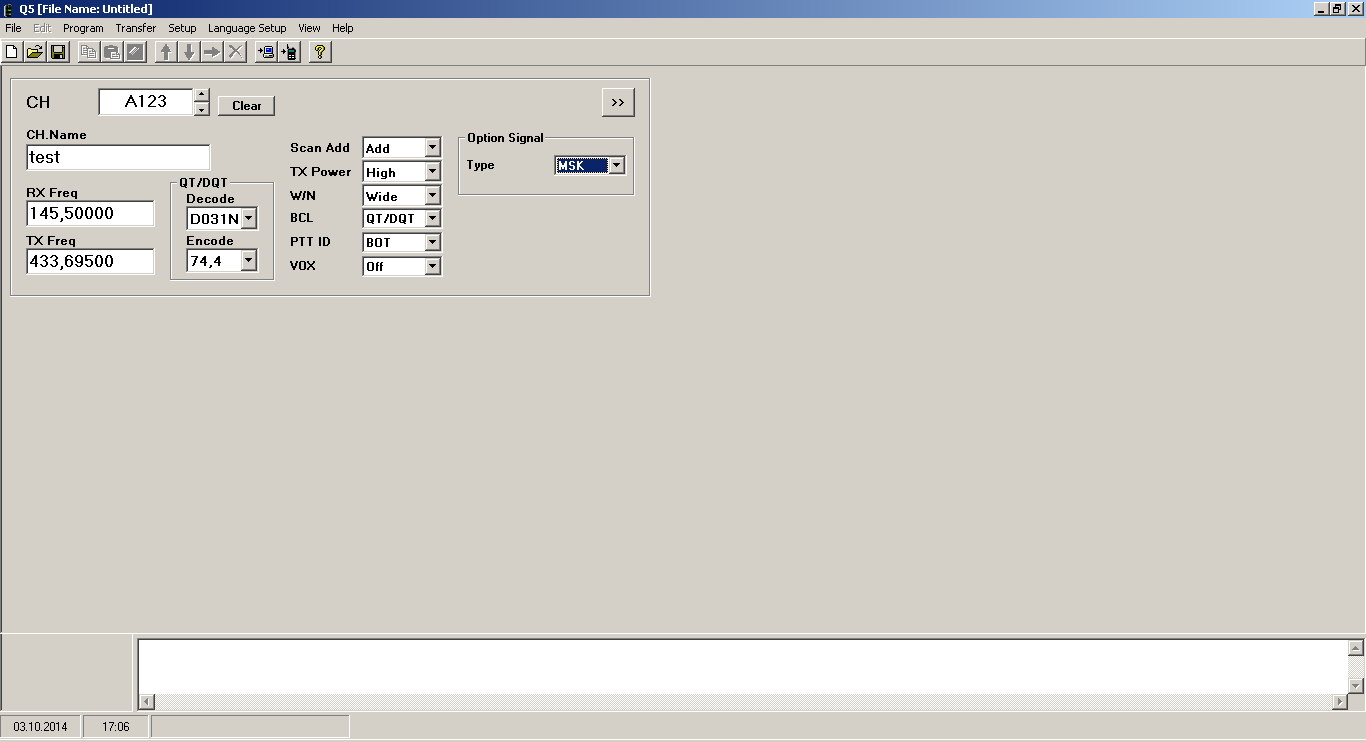 Q5 [File Name: Untitled]
File Edit Program Transfer Setup Language Setup View Help
CH A123 Clear >>
CH.Name
test
RX Freq
145,50000
TX Freq
433,69500
QT/DQT
Decode
D031N
Encode
74,4
Scan Add Add
TX Power High
W/N Wide
BCL QT/DQT
PTT ID BOT
VOX Off
Option Signal
Type MSK
03.10.2014 17:06